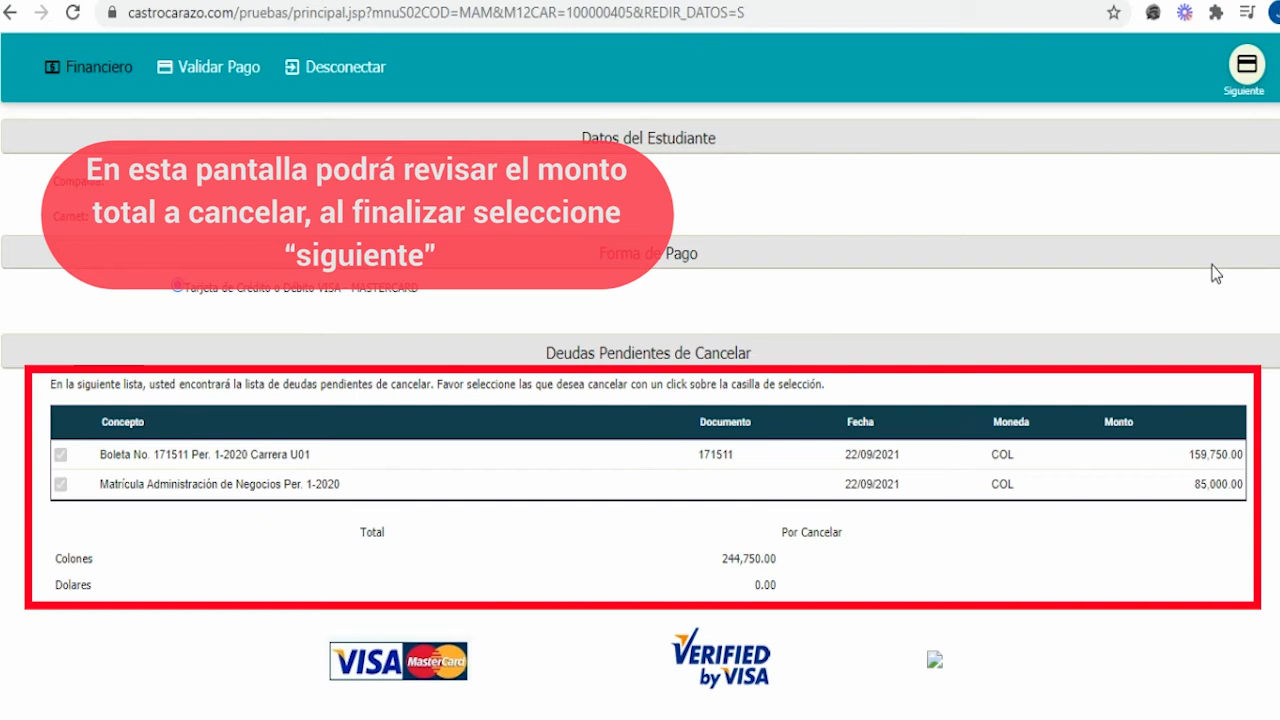 castrocarazo.com/pruebas/principal.jsp?mnuS02COD=MAM&M12CAR=100000405&REDIR_DATOS=S
Financiero Validar Pago Desconectar
Siguiente
Datos del Estudiante
En esta pantalla podrá revisar el monto
total a cancelar, al finalizar seleccione
“siguiente”
Carnet:
Forma de Pago
Tarjeta de Crédito o Débito VISA - MASTERCARD
Deudas Pendientes de Cancelar
En la siguiente lista, usted encontrará la lista de deudas pendientes de cancelar. Favor seleccione las que desea cancelar con un click sobre la casilla de selección.
Concepto Documento Fecha Moneda Monto
Boleta No. 171511 Per. 1-2020 Carrera U01 171511 22/09/2021 COL 159,750.00
Matrícula Administración de Negocios Per. 1-2020 22/09/2021 COL 85,000.00
Total Por Cancelar
Colones 244,750.00
Dolares 0.00
VISA MasterCard
VERIFIED
by VISA